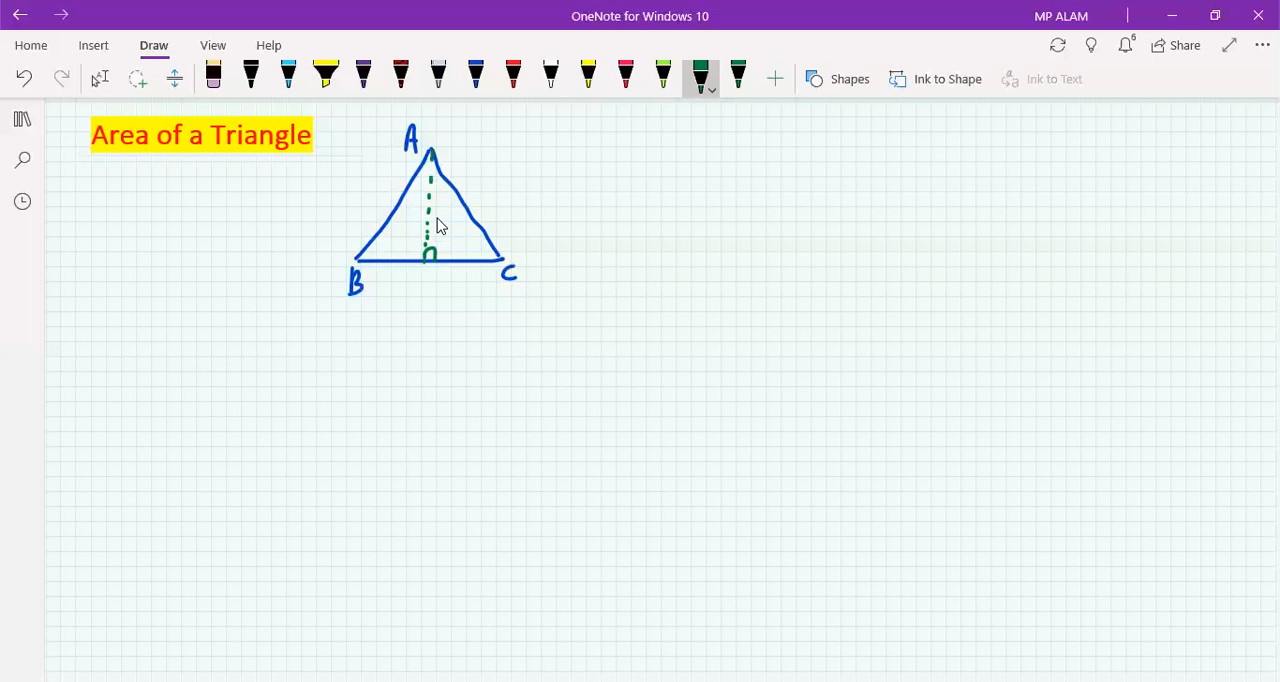 OneNote for Windows 10
MP ALAM
Home Insert Draw View Help
6
Share
Shapes
Ink to Shape
Ink to Text
Area of a Triangle
A
B
C